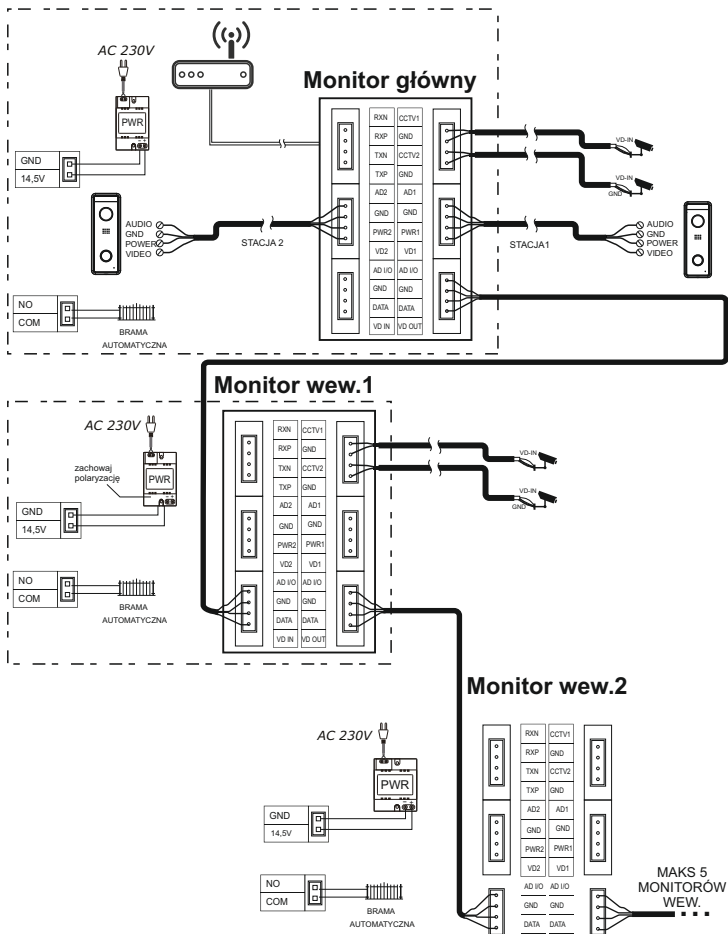 AC 230V
Monitor główny
PWR
GND
14,5V
RXN CCTV1
RXP GND
TXN CCTV2
TXP GND
AD2 AD1
GND GND
PWR2 PWR1
VD2 VD1
AD I/O AD I/O
GND GND
DATA DATA
VD IN VD OUT
VD-IN
VD-IN
GND
AUDIO
GND
POWER
VIDEO
STACJA 2
STACJA1
AUDIO
GND
POWER
VIDEO
NO
COM
BRAMA
AUTOMATYCZNA
Monitor wew.1
AC 230V
zachowaj
polaryzację
PWR
GND
14,5V
RXN CCTV1
RXP GND
TXN CCTV2
TXP GND
AD2 AD1
GND GND
PWR2 PWR1
VD2 VD1
AD I/O AD I/O
GND GND
DATA DATA
VD IN VD OUT
VD-IN
VD-IN
GND
NO
COM
BRAMA
AUTOMATYCZNA
Monitor wew.2
AC 230V
PWR
GND
14,5V
RXN CCTV1
RXP GND
TXN CCTV2
TXP GND
AD2 AD1
GND GND
PWR2 PWR1
VD2 VD1
AD I/O AD I/O
GND GND
DATA DATA
MAKS 5
MONITORÓW
WEW.
NO
COM
BRAMA
AUTOMATYCZNA